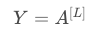 Y = A^{[L]}